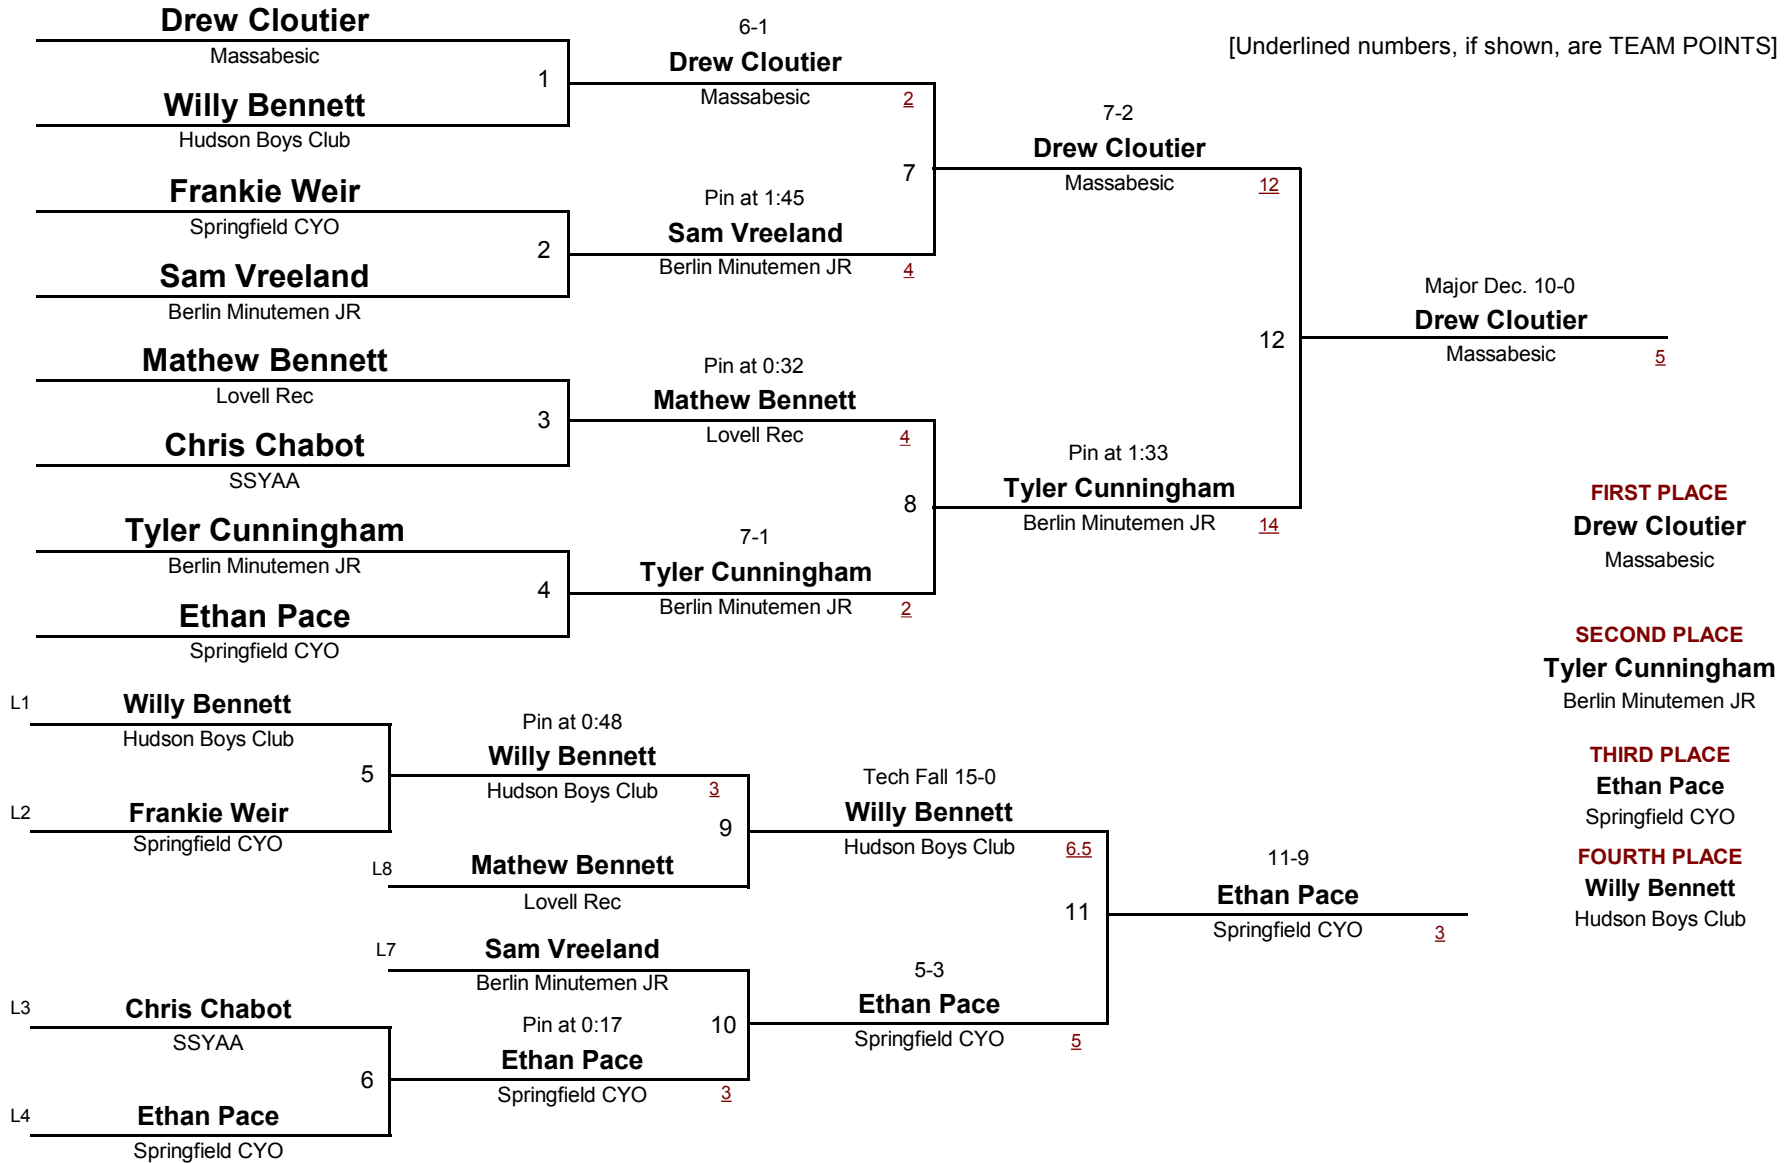 Drew Cloutier
Massabesic
1
Willy Bennett
Hudson Boys Club
Frankie Weir
Springfield CYO
2
Sam Vreeland
Berlin Minutemen JR
Mathew Bennett
Lovell Rec
3
Chris Chabot
SSYAA
Tyler Cunningham
Berlin Minutemen JR
4
Ethan Pace
Springfield CYO
6-1
Drew Cloutier
Massabesic 2
7
Pin at 1:45
Sam Vreeland
Berlin Minutemen JR 4
Pin at 0:32
Mathew Bennett
Lovell Rec 4
8
7-1
Tyler Cunningham
Berlin Minutemen JR 2
[Underlined numbers, if shown, are TEAM POINTS]
7-2
Drew Cloutier
Massabesic 12
12
Pin at 1:33
Tyler Cunningham
Berlin Minutemen JR 14
Major Dec. 10-0
Drew Cloutier
Massabesic 5
L1 Willy Bennett
Hudson Boys Club
5
L2 Frankie Weir
Springfield CYO
L3 Chris Chabot
SSYAA
6
L4 Ethan Pace
Springfield CYO
Pin at 0:48
Willy Bennett
Hudson Boys Club 3
9
L8 Mathew Bennett
Lovell Rec
L7 Sam Vreeland
Berlin Minutemen JR
10
Pin at 0:17
Ethan Pace
Springfield CYO 3
Tech Fall 15-0
Willy Bennett
Hudson Boys Club 6.5
11
5-3
Ethan Pace
Springfield CYO 5
11-9
Ethan Pace
Springfield CYO 3
FIRST PLACE
Drew Cloutier
Massabesic
SECOND PLACE
Tyler Cunningham
Berlin Minutemen JR
THIRD PLACE
Ethan Pace
Springfield CYO
FOURTH PLACE
Willy Bennett
Hudson Boys Club